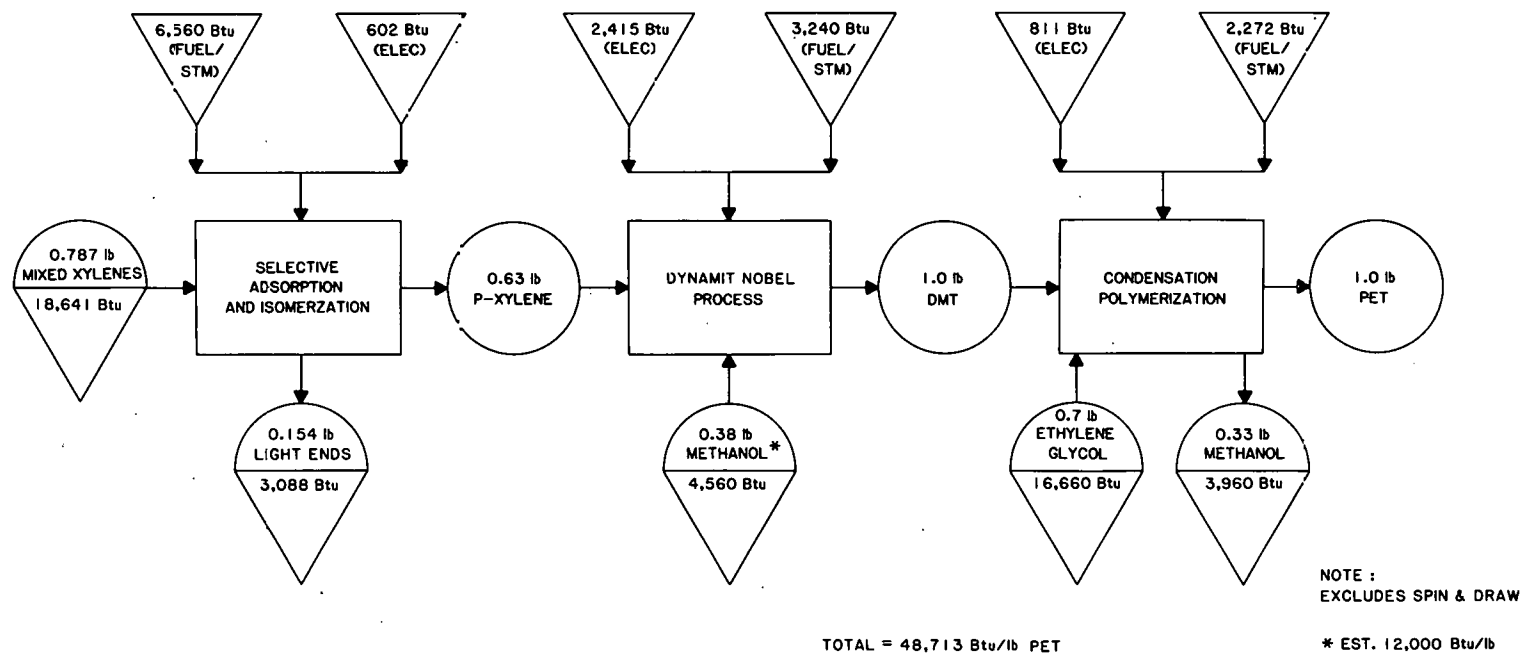 6,560 Btu
(FUEL/
STM)
602 Btu
(ELEC)
2,415 Btu
(ELEC)
3,240 Btu
(FUEL/
STM)
811 Btu
(ELEC)
2,272 Btu
(FUEL/
STM)
0.787 lb
MIXED XYLENES
18,641 Btu
SELECTIVE
ADSORPTION
AND ISOMERZATION
0.63 lb
P-XYLENE
DYNAMIT NOBEL
PROCESS
1.0 lb
DMT
CONDENSATION
POLYMERIZATION
1.0 lb
PET
0.154 lb
LIGHT ENDS
3,088 Btu
0.38 lb
METHANOL*
4,560 Btu
0.7 lb
ETHYLENE
GLYCOL
16,660 Btu
0.33 lb
METHANOL
3,960 Btu
NOTE :
EXCLUDES SPIN & DRAW
TOTAL = 48,713 Btu/lb PET
* EST. 12,000 Btu/lb